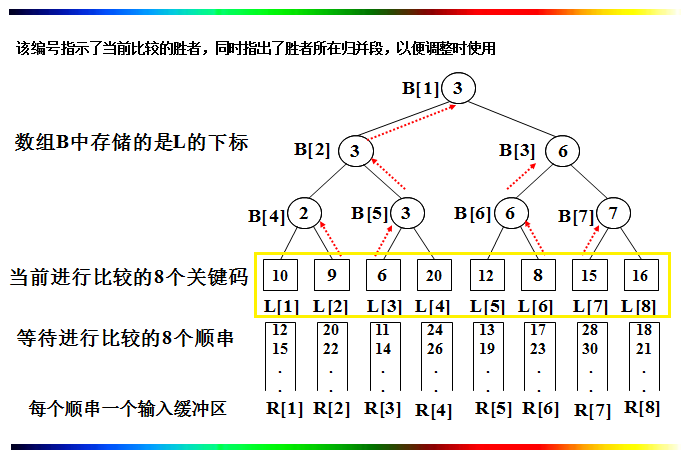 该编号指示了当前比较的胜者，同时指出了胜者所在归并段，以便调整时使用
B[1] 3
数组B中存储的是L的下标
B[2] 3 B[3] 6
B[4] 2 B[5] 3 B[6] 6 B[7] 7
当前进行比较的8个关键码 10 9 6 20 12 8 15 16
L[1] L[2] L[3] L[4] L[5] L[6] L[7] L[8]
等待进行比较的8个顺串
12 20 11 24 13 17 28 18
15 22 14 26 19 23 30 21
. . . . . . . .
. . . . . . . .
每个顺串一个输入缓冲区 R[1] R[2] R[3] R[4] R[5] R[6] R[7] R[8]